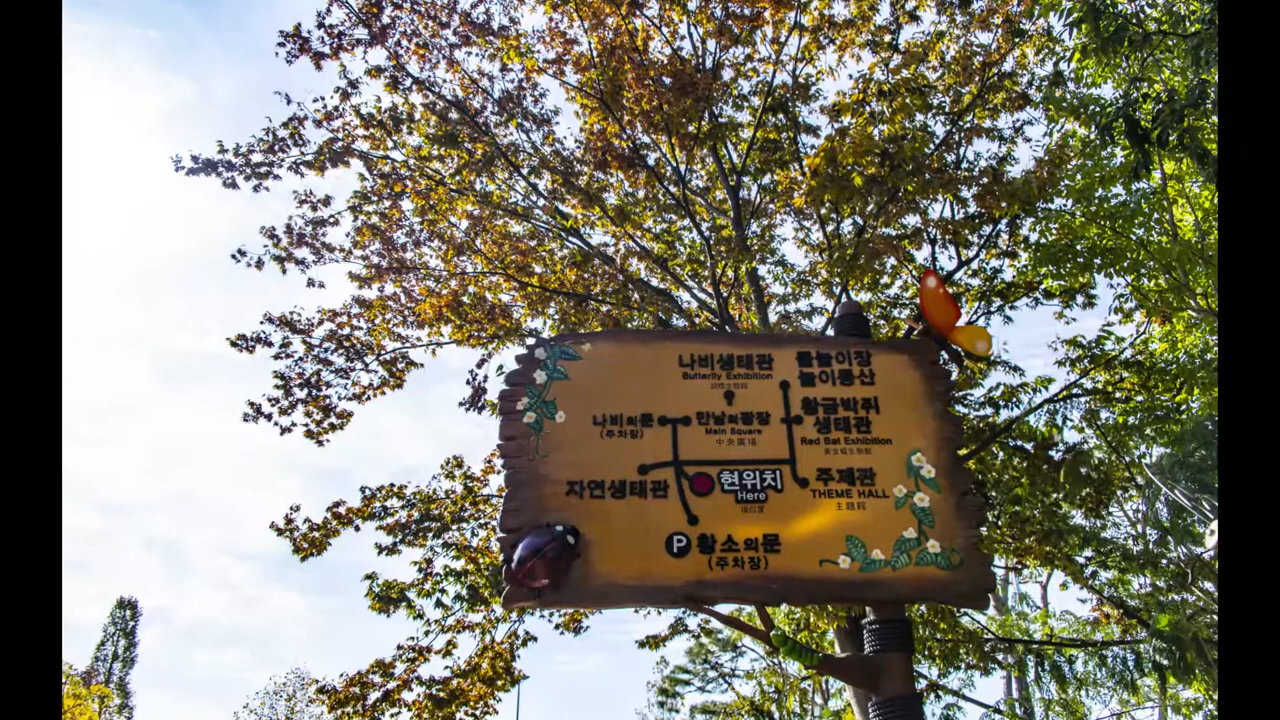 나비생태관
Butterfly Exhibition
물놀이장
놀이동산
나비의문
(주차장)
만남의광장
Main Square
中央廣場
황금박쥐
생태관
Red Bat Exhibition
자연생태관
현위치
Here
現位置
주제관
THEME HALL
主題館
P 황소의문
(주차장)